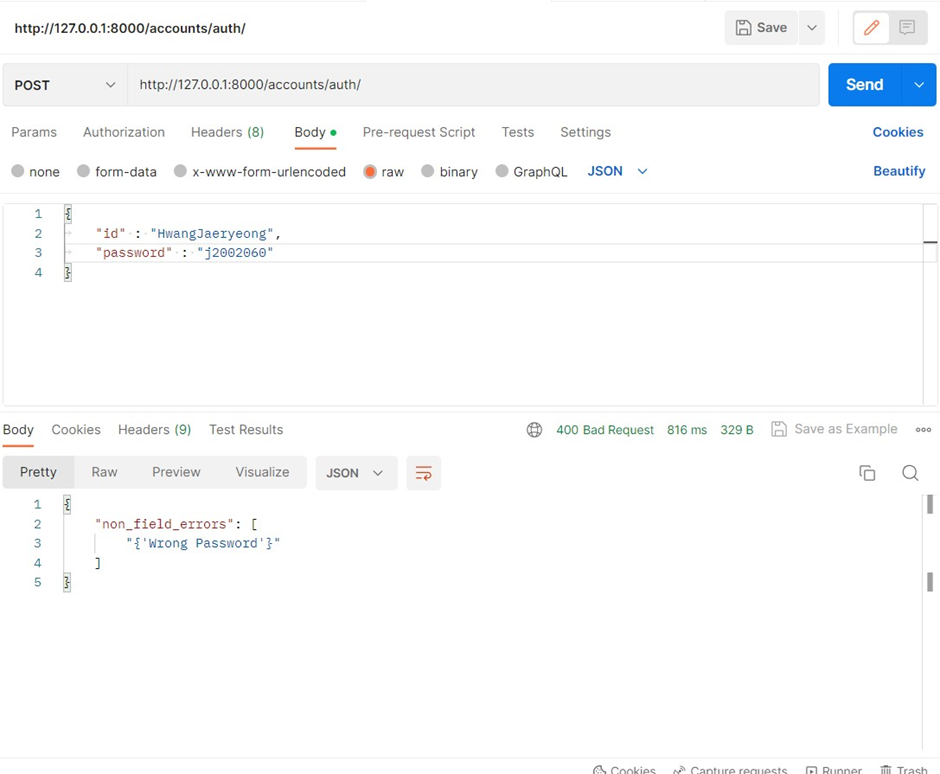 http://127.0.0.1:8000/accounts/auth/
Save
POST
http://127.0.0.1:8000/accounts/auth/
Send
Params Authorization Headers (8) Body Pre-request Script Tests Settings Cookies
none form-data x-www-form-urlencoded raw binary GraphQL JSON Beautify
1 {
2 "id" : "HwangJaeryeong",
3 "password" : "j2002060"
4 }
Body Cookies Headers (9) Test Results 400 Bad Request 816 ms 329 B Save as Example
Pretty Raw Preview Visualize JSON
1 {
2 "non_field_errors": [
3 "{'Wrong Password'}"
4 ]
5 }
Cookies Capture requests Runner Trash